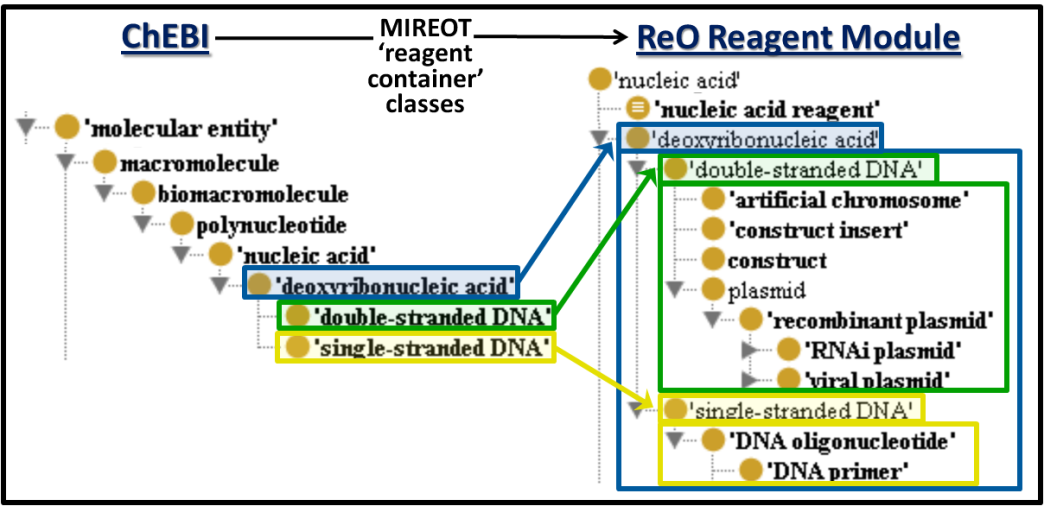 ChEBI
MIREOT
'reagent
container'
classes
ReO Reagent Module
'molecular entity'
macromolecule
biomacromolecule
polynucleotide
'nucleic acid'
'deoxyribonucleic acid'
'double-stranded DNA'
'single-stranded DNA'
'nucleic acid'
'nucleic acid reagent'
'deoxyribonucleic acid'
'double-stranded DNA'
'artificial chromosome'
'construct insert'
construct
plasmid
'recombinant plasmid'
'RNAi plasmid'
'viral plasmid'
'single-stranded DNA'
'DNA oligonucleotide'
'DNA primer'